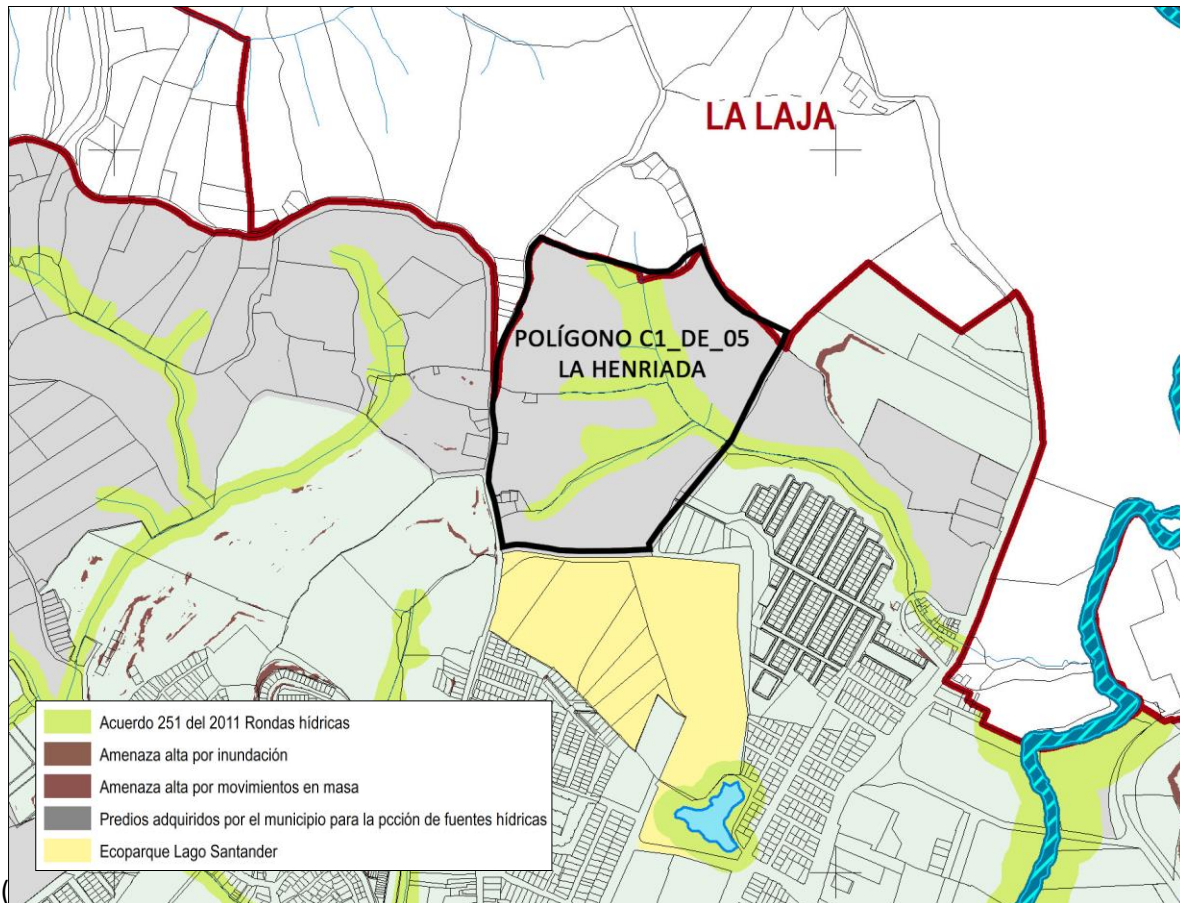 LA LAJA
POLÍGONO C1_DE_05
LA HENRIADA
Acuerdo 251 del 2011 Rondas hídricas
Amenaza alta por inundación
Amenaza alta por movimientos en masa
Predios adquiridos por el municipio para la pcción de fuentes hídricas
Ecoparque Lago Santander
(